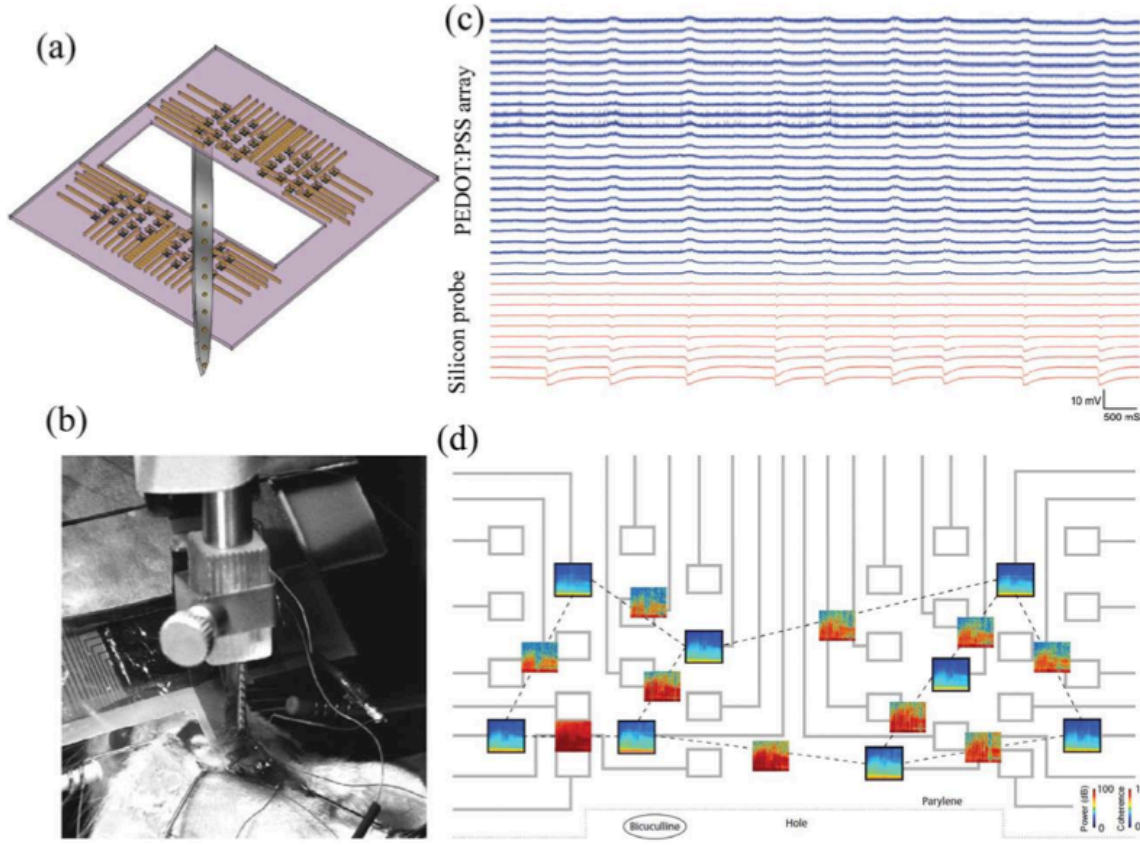 (a)
(c)
PEDOT:PSS array
Silicon probe
10 mV
500 mS
(b)
(d)
Parylene
Hole
Bicuculline
Power (dB)
100
0
Coherence
1
0